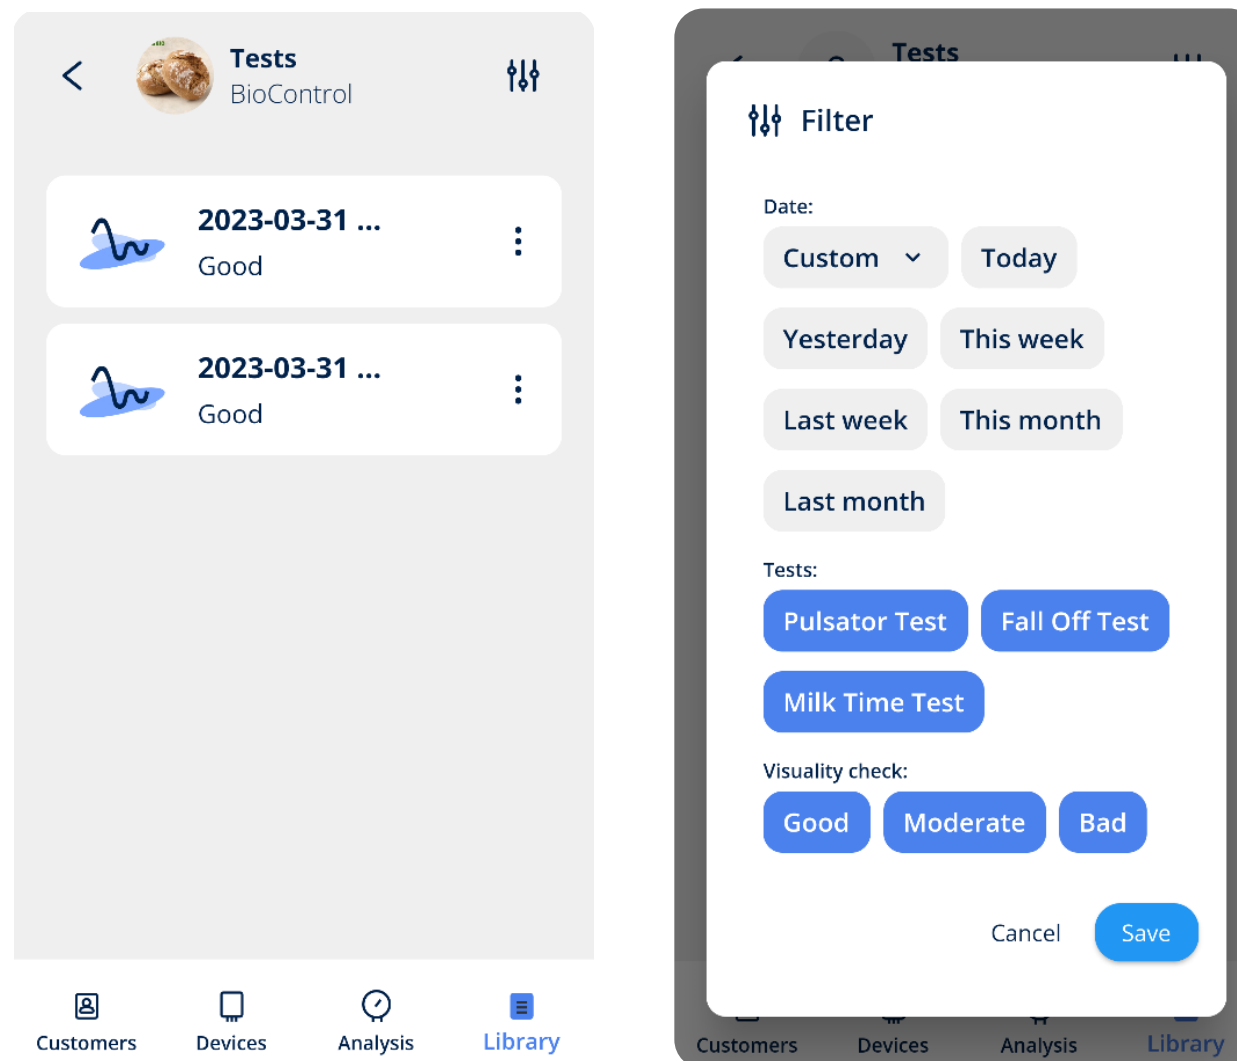 Tests
BioControl
2023-03-31 ...
Good
2023-03-31 ...
Good
Customers
Devices
Analysis
Library
Tests
Filter
Date:
Custom
Today
Yesterday
This week
Last week
This month
Last month
Tests:
Pulsator Test
Fall Off Test
Milk Time Test
Visuality check:
Good
Moderate
Bad
Cancel
Save
Customers
Devices
Analysis
Library